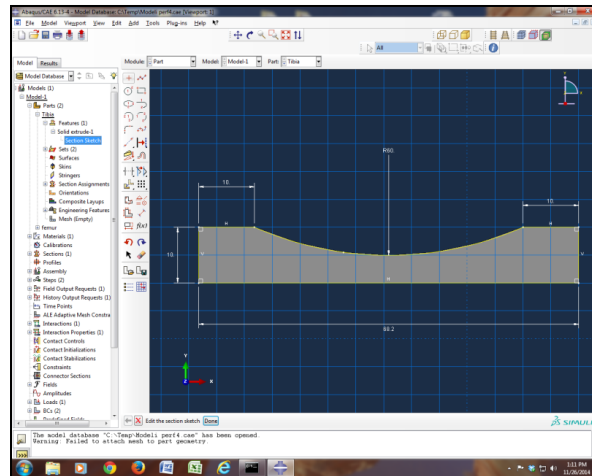 Abaqus/CAE 6.13-4 - Model Database: C:\Temp\Modeli perf4.cae [Viewport: 1]
File Model Viewport View Edit Add Tools Plug-ins Help
All
Model Results
Module: Part Model: Model-1 Part: Tibia
Model Database
Models (1)
Model-1
Parts (2)
Tibie
Features (1)
Solid extrude-1
Section Sketch
Sets (2)
Surfaces
Skins
Stringers
Section Assignments
Orientations
Composite Layups
Engineering Features
Mesh (Empty)
femur
Materials (1)
Calibrations
Sections (1)
Profiles
Assembly
Steps (2)
Field Output Requests (1)
History Output Requests (1)
Time Points
ALE Adaptive Mesh Constra
Interactions (1)
Interaction Properties (1)
Contact Controls
Contact Initializations
Contact Stabilizations
Constraints
Connector Sections
Fields
Amplitudes
Loads (1)
BCs (2)
f(x)
R60.
10.
10.
H
H
10.
V
V
H
68.2
Y
Z
X
Edit the section sketch Done
SIMULI
The model database "C:\Temp\Modeli perf4.cae" has been opened.
Warning: Failed to attach mesh to part geometry.
1:11 PM
11/26/2014